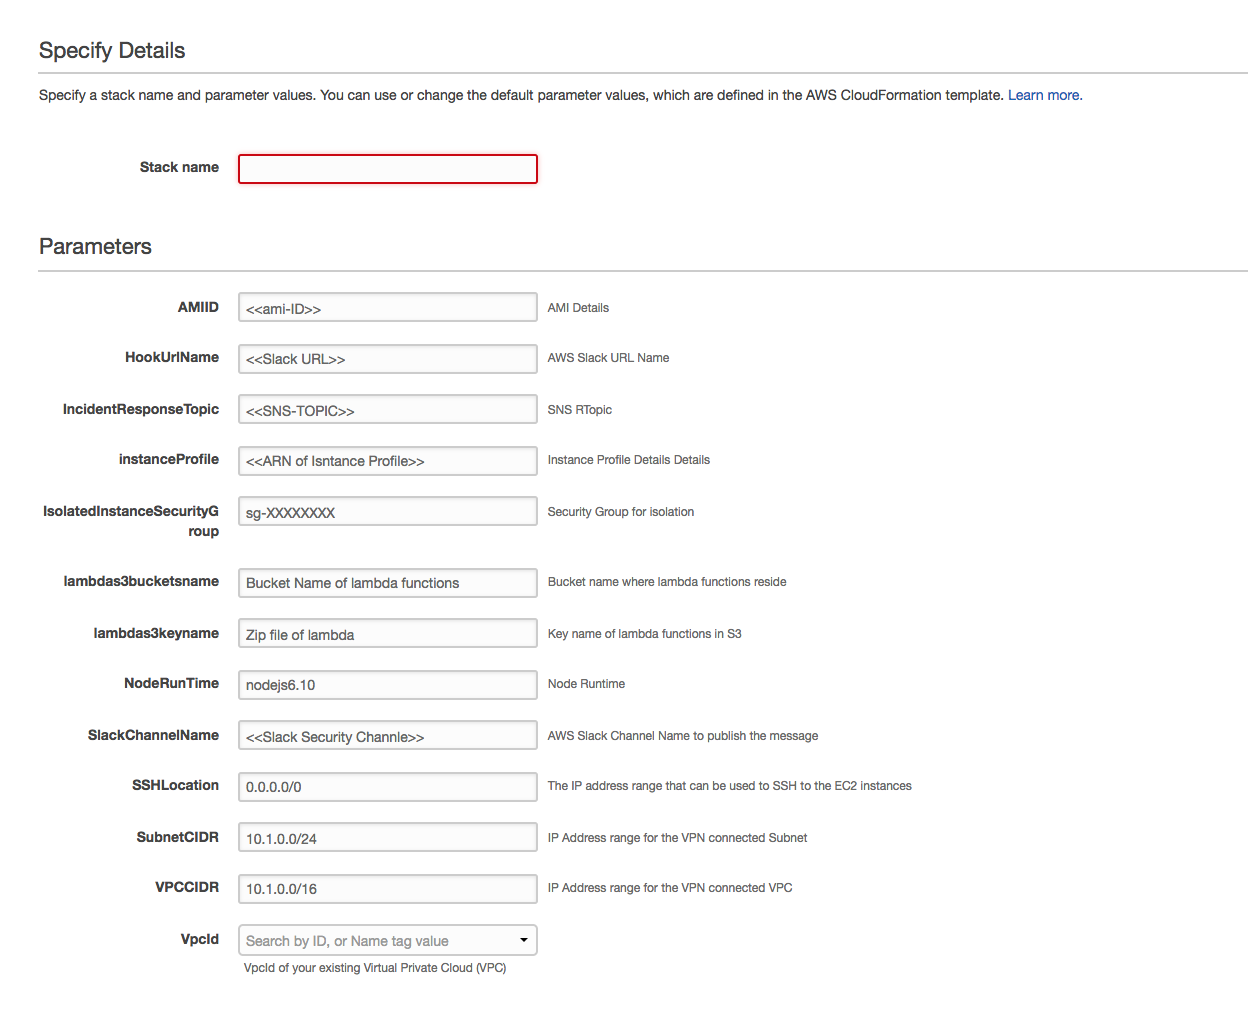 Specify Details
Specify a stack name and parameter values. You can use or change the default parameter values, which are defined in the AWS CloudFormation template. Learn more.
Stack name
Parameters
AMIID <<ami-ID>> AMI Details
HookUrlName <<Slack URL>> AWS Slack URL Name
IncidentResponseTopic <<SNS-TOPIC>> SNS RTopic
instanceProfile <<ARN of Isntance Profile>> Instance Profile Details Details
IsolatedInstanceSecurityG sg-XXXXXXXX Security Group for isolation
roup
lambdas3bucketsname Bucket Name of lambda functions Bucket name where lambda functions reside
lambdas3keyname Zip file of lambda Key name of lambda functions in S3
NodeRunTime nodejs6.10 Node Runtime
SlackChannelName <<Slack Security Channle>> AWS Slack Channel Name to publish the message
SSHLocation 0.0.0.0/0 The IP address range that can be used to SSH to the EC2 instances
SubnetCIDR 10.1.0.0/24 IP Address range for the VPN connected Subnet
VPCCIDR 10.1.0.0/16 IP Address range for the VPN connected VPC
VpcId Search by ID, or Name tag value
VpcId of your existing Virtual Private Cloud (VPC)